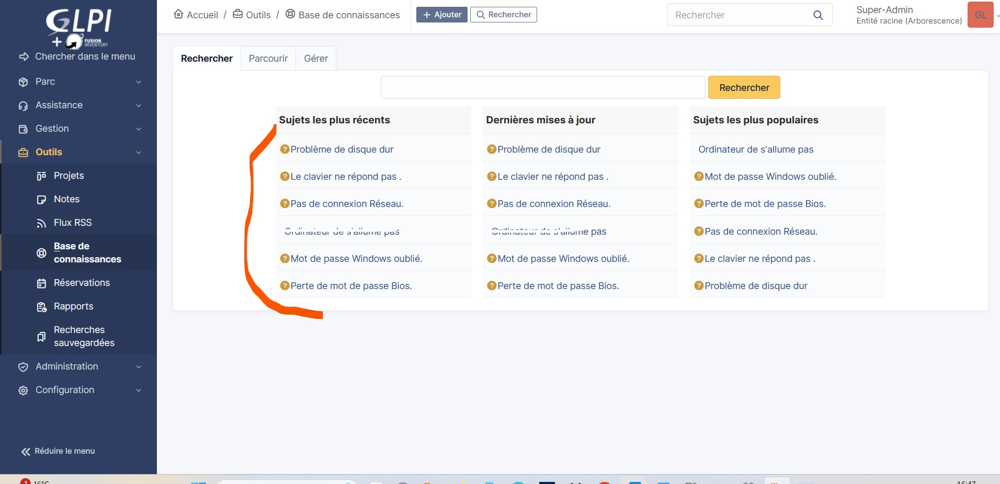 GLPI
+ FUSION
INVENTORY
Chercher dans le menu
Parc
Assistance
Gestion
Outils
Projets
Notes
Flux RSS
Base de
connaissances
Réservations
Rapports
Recherches
sauvegardées
Administration
Configuration
Réduire le menu
Accueil / Outils / Base de connaissances
+ Ajouter
Rechercher
Rechercher
Super-Admin
Entité racine (Arborescence)
GL
Rechercher
Parcourir
Gérer
Rechercher
Sujets les plus récents
Problème de disque dur
Le clavier ne répond pas .
Pas de connexion Réseau.
Ordinateur de s'allume pas
Mot de passe Windows oublié.
Perte de mot de passe Bios.
Dernières mises à jour
Problème de disque dur
Le clavier ne répond pas .
Pas de connexion Réseau.
Ordinateur de s'allume pas
Mot de passe Windows oublié.
Perte de mot de passe Bios.
Sujets les plus populaires
Ordinateur de s'allume pas
Mot de passe Windows oublié.
Perte de mot de passe Bios.
Pas de connexion Réseau.
Le clavier ne répond pas .
Problème de disque dur
1
16°C
16:47